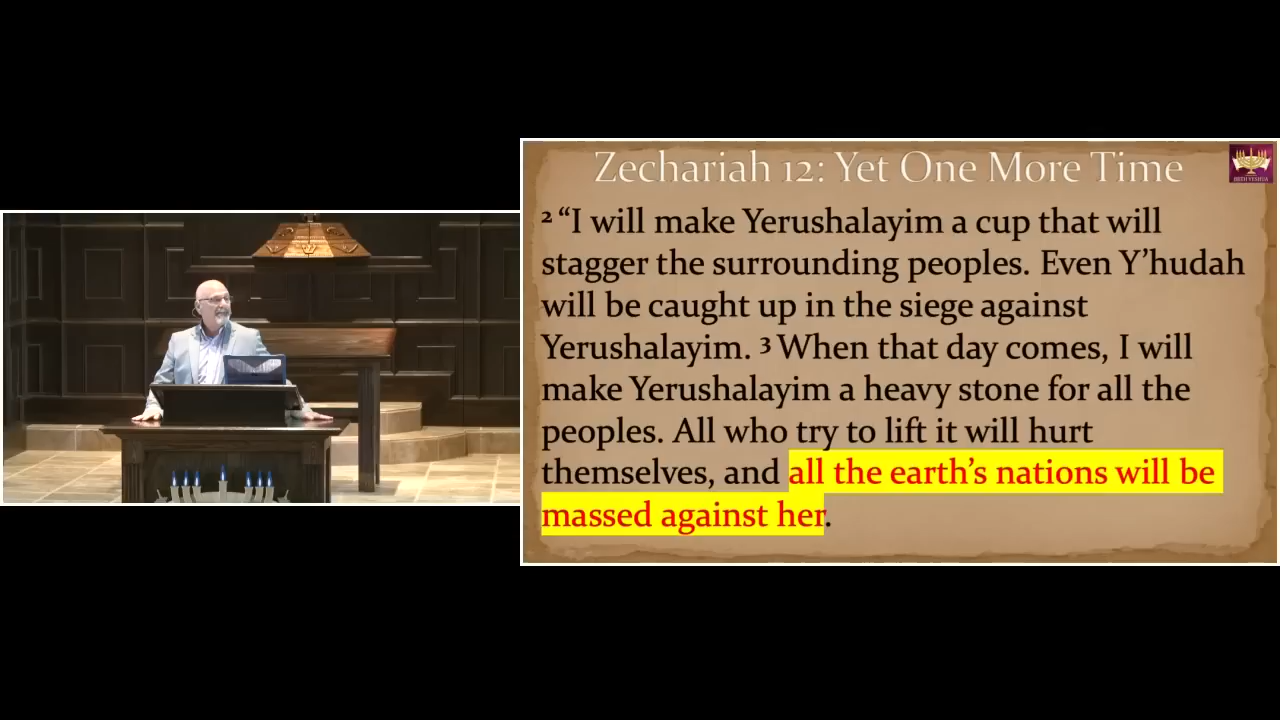 Zechariah 12: Yet One More Time
BETH YESHUA
2 “I will make Yerushalayim a cup that will
stagger the surrounding peoples. Even Y’hudah
will be caught up in the siege against
Yerushalayim. 3 When that day comes, I will
make Yerushalayim a heavy stone for all the
peoples. All who try to lift it will hurt
themselves, and all the earth’s nations will be
massed against her.